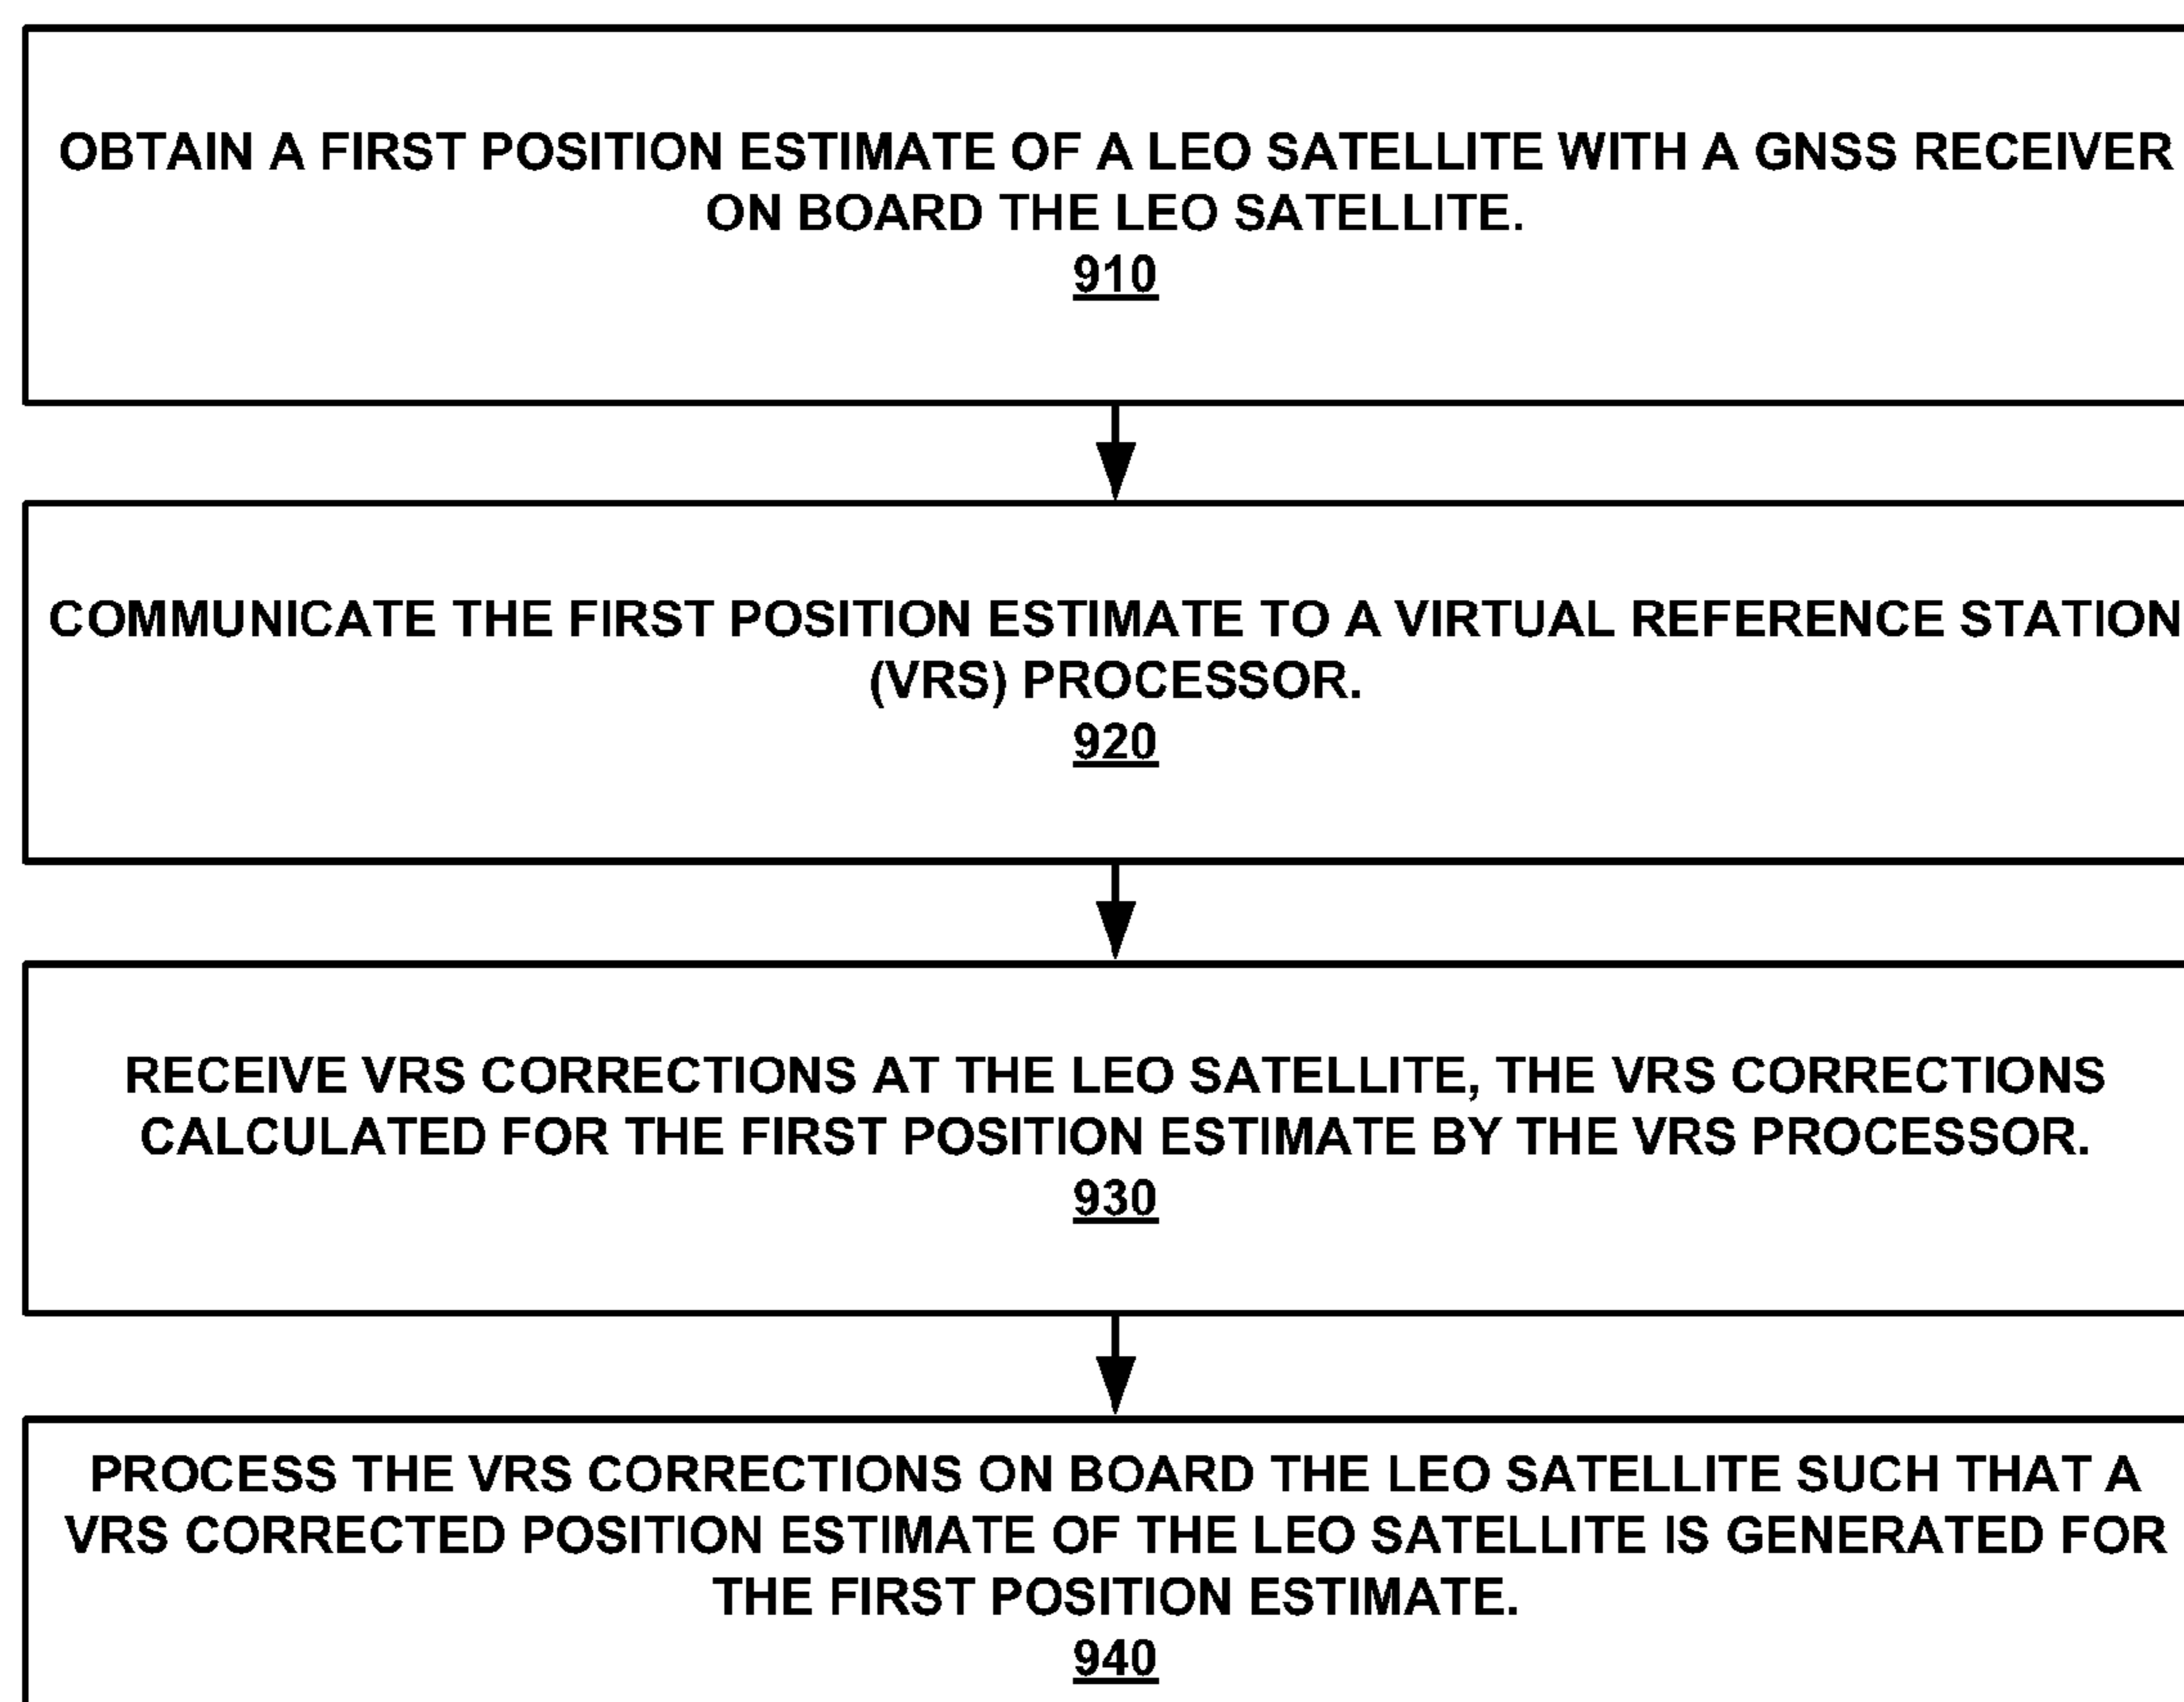 OBTAIN A FIRST POSITION ESTIMATE OF A LEO SATELLITE WITH A GNSS RECEIVER
ON BOARD THE LEO SATELLITE.
910
COMMUNICATE THE FIRST POSITION ESTIMATE TO A VIRTUAL REFERENCE STATION
(VRS) PROCESSOR.
920
RECEIVE VRS CORRECTIONS AT THE LEO SATELLITE, THE VRS CORRECTIONS
CALCULATED FOR THE FIRST POSITION ESTIMATE BY THE VRS PROCESSOR.
930
PROCESS THE VRS CORRECTIONS ON BOARD THE LEO SATELLITE SUCH THAT A
VRS CORRECTED POSITION ESTIMATE OF THE LEO SATELLITE IS GENERATED FOR
THE FIRST POSITION ESTIMATE.
940